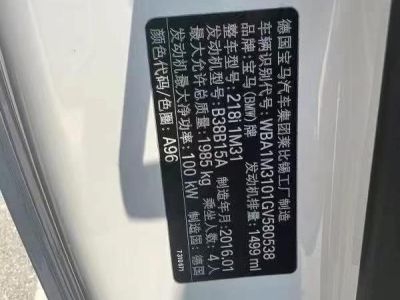 德国宝马汽车集团莱比锡工厂制造
车辆识别代号: WBA1M3101GV580538
品牌: 宝马(BMW)牌 发动机排量: 1499 ml
整车型号: 218i 1M31
发动机型号: B38B15A 制造年月: 2016.01
最大允许总质量: 1985 kg 乘坐人数: 4人
发动机最大净功率: 100 kW 制造国: 德国
颜色代码/色圈: A96